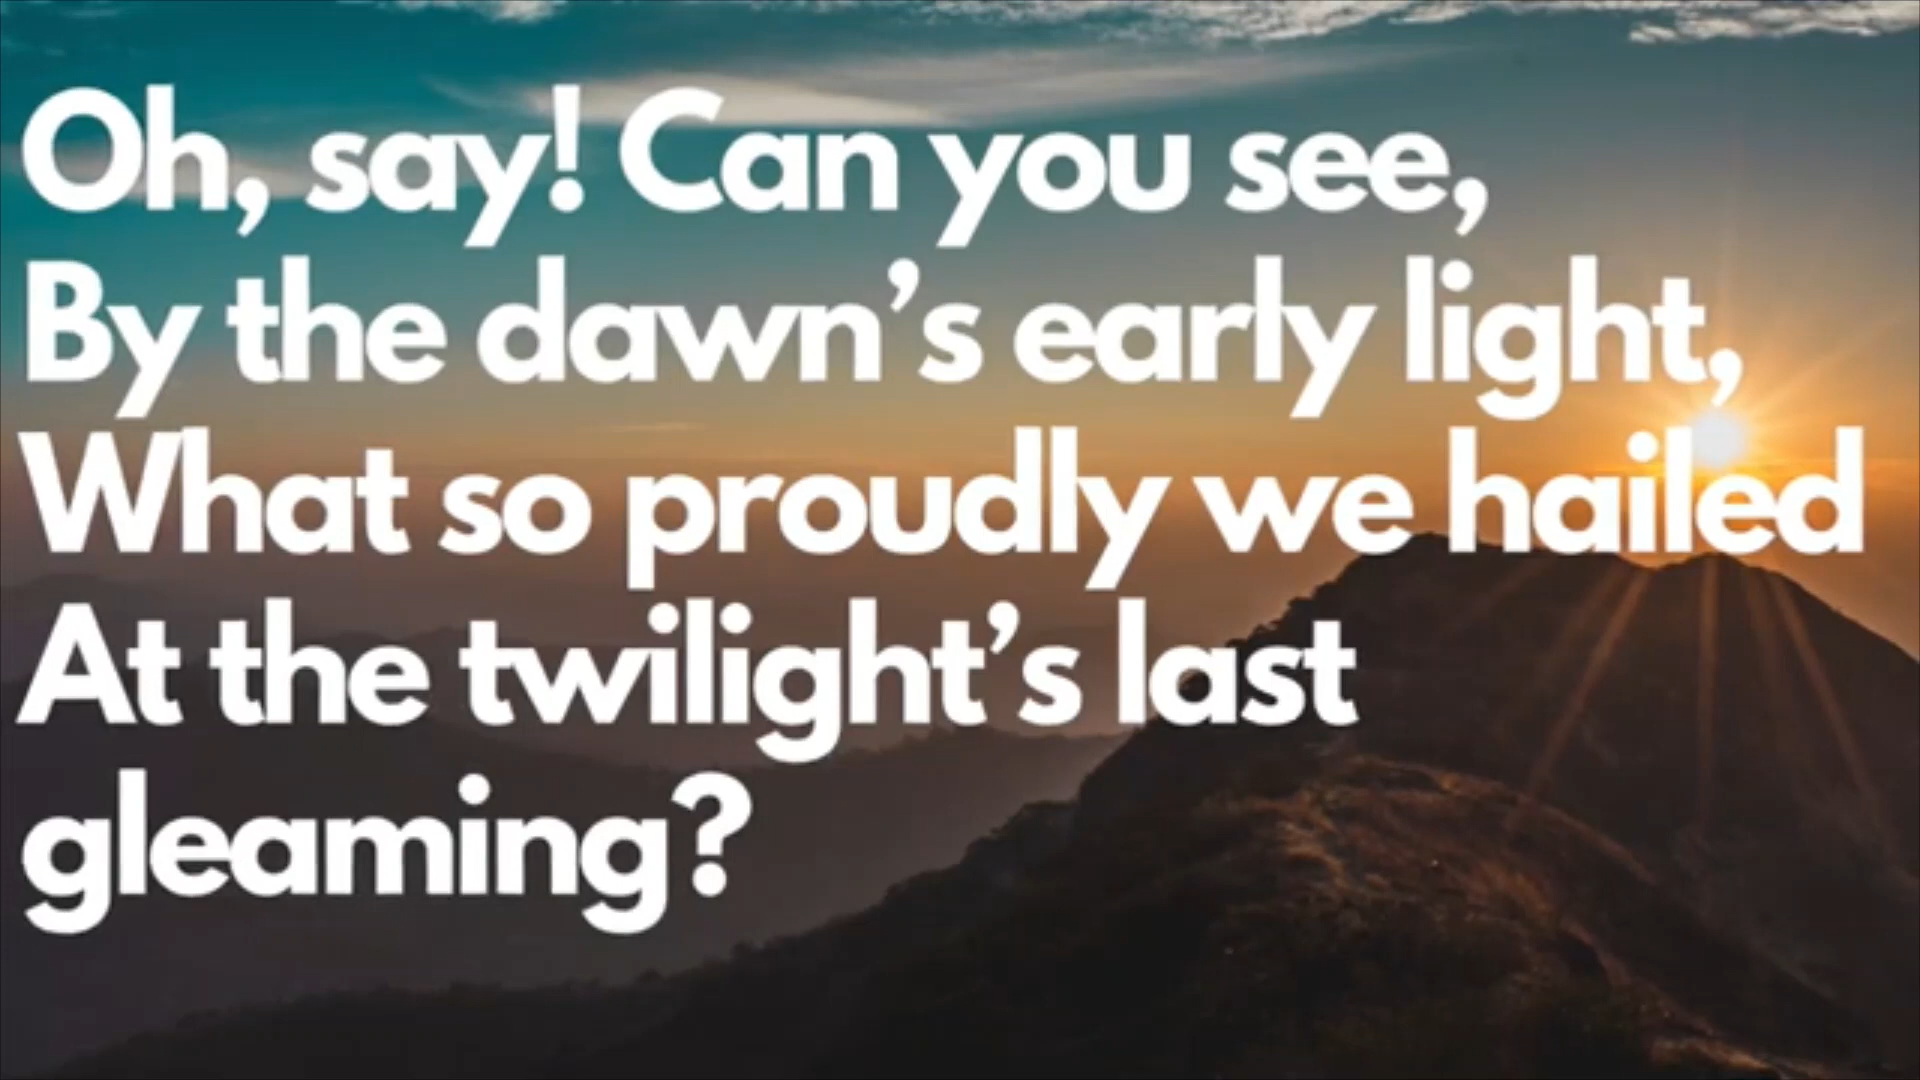 Oh, say! Can you see,
By the dawn’s early light,
What so proudly we hailed
At the twilight’s last
gleaming?